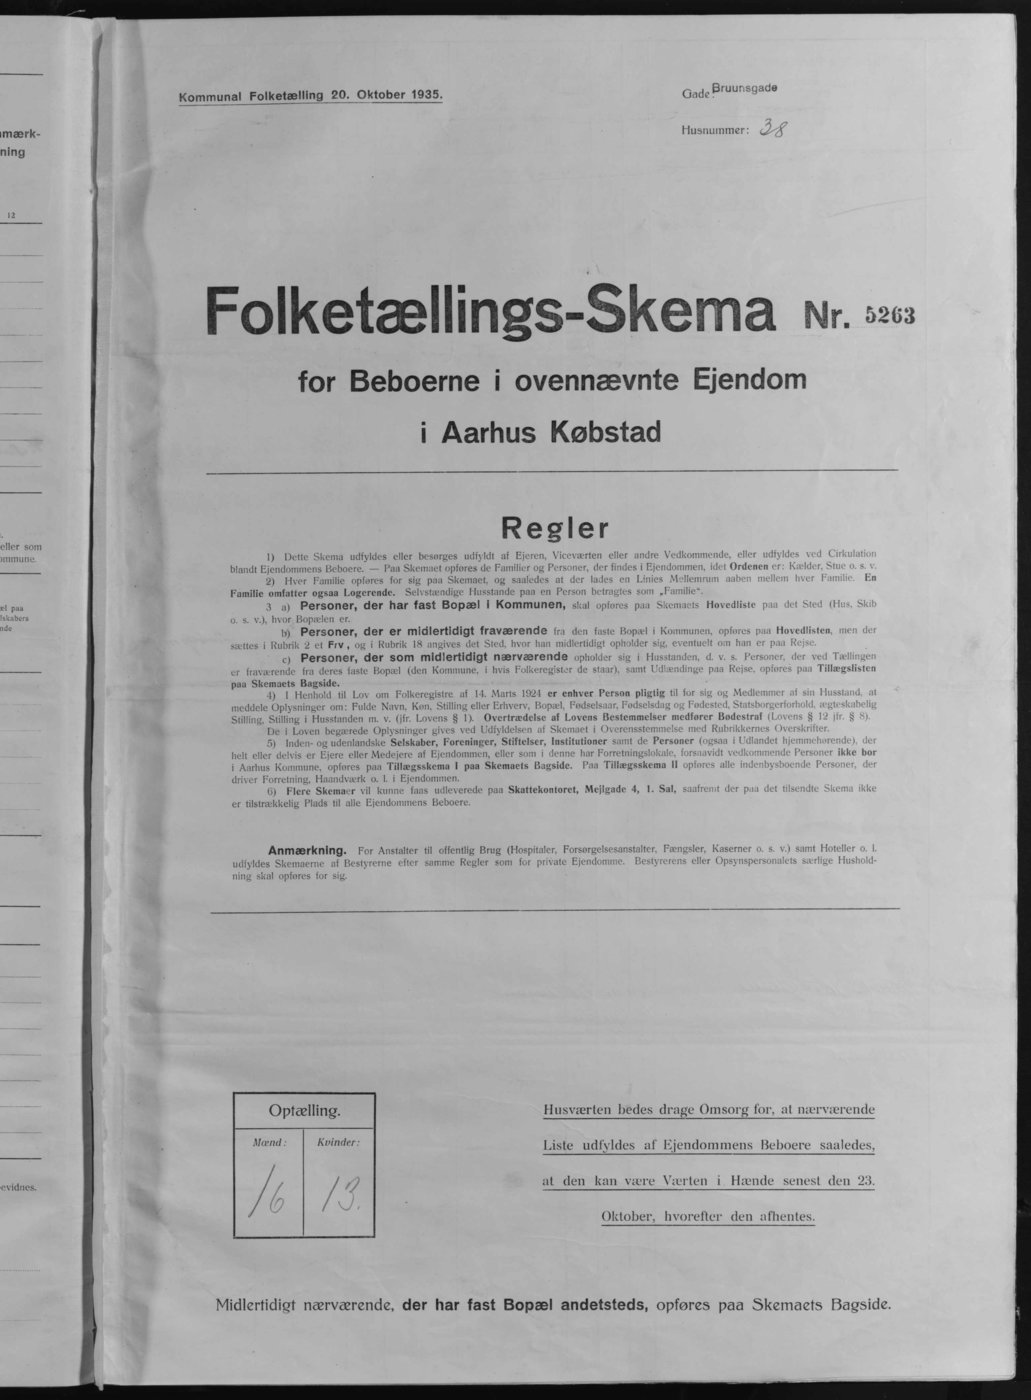 mærk-
ning
12
eller som
ommune.
el paa
lskabers
nde
evidnes.
Kommunal Folketælling 20. Oktober 1935.
Gade: Bruunsgade
Husnummer: 38
Folketællings-Skema Nr. 5263
for Beboerne i ovennævnte Ejendom
i Aarhus Købstad
Regler
1) Dette Skema udfyldes eller besørges udfyldt af Ejeren, Viceværten eller andre Vedkommende, eller udfyldes ved Cirkulation
blandt Ejendommens Beboere. — Paa Skemaet opføres de Familier og Personer, der findes i Ejendommen, idet Ordenen er: Kælder, Stue o. s. v.
2) Hver Familie opføres for sig paa Skemaet, og saaledes at der lades en Linies Mellemrum aaben mellem hver Familie. En
Familie omfatter ogsaa Logerende. Selvstændige Husstande paa en Person betragtes som „Familie“.
3 a) Personer, der har fast Bopæl i Kommunen, skal opføres paa Skemaets Hovedliste paa det Sted (Hus, Skib
o. s. v.), hvor Bopælen er.
b) Personer, der er midlertidigt fraværende fra den faste Bopæl i Kommunen, opføres paa Hovedlisten, men der
sættes i Rubrik 2 et Frv., og i Rubrik 18 angives det Sted, hvor han midlertidigt opholder sig, eventuelt om han er paa Rejse.
c) Personer, der som midlertidigt nærværende opholder sig i Husstanden, d. v. s. Personer, der ved Tællingen
er fraværende fra deres faste Bopæl (den Kommune, i hvis Folkeregister de staar), samt Udlændinge paa Rejse, opføres paa Tillægslisten
paa Skemaets Bagside.
4) I Henhold til Lov om Folkeregistre af 14. Marts 1924 er enhver Person pligtig til for sig og Medlemmer af sin Husstand, at
meddele Oplysninger om: Fulde Navn, Køn, Stilling eller Erhverv, Bopæl, Fødselsaar, Fødselsdag og Fødested, Statsborgerforhold, ægteskabelig
Stilling, Stilling i Husstanden m. v. (jfr. Lovens § 1). Overtrædelse af Lovens Bestemmelser medfører Bødestraf (Lovens § 12 jfr. § 8).
De i Loven begærede Oplysninger gives ved Udfyldelsen af Skemaet i Overensstemmelse med Rubrikkernes Overskrifter.
5) Inden- og udenlandske Selskaber, Foreninger, Stiftelser, Institutioner samt de Personer (ogsaa i Udlandet hjemmehørende), der
helt eller delvis er Ejere eller Medejere af Ejendommen, eller som i denne har Forretningslokale, forsaavidt vedkommende Personer ikke bor
i Aarhus Kommune, opføres paa Tillægsskema I paa Skemaets Bagside. Paa Tillægsskema II opføres alle indenbysboende Personer, der
driver Forretning, Haandværk o. l. i Ejendommen.
6) Flere Skemaer vil kunne faas udleverede paa Skattekontoret, Mejlgade 4, 1. Sal, saafremt der paa det tilsendte Skema ikke
er tilstrækkelig Plads til alle Ejendommens Beboere.
Anmærkning. For Anstalter til offentlig Brug (Hospitaler, Forsørgelsesanstalter, Fængsler, Kaserner o. s. v.) samt Hoteller o. l.
udfyldes Skemaerne af Bestyrerne efter samme Regler som for private Ejendomme. Bestyrerens eller Opsynspersonalets særlige Hushold-
ning skal opføres for sig.
Optælling.
Mænd: Kvinder:
16 13.
Husværten bedes drage Omsorg for, at nærværende
Liste udfyldes af Ejendommens Beboere saaledes,
at den kan være Værten i Hænde senest den 23.
Oktober, hvorefter den afhentes.
Midlertidigt nærværende, der har fast Bopæl andetsteds, opføres paa Skemaets Bagside.